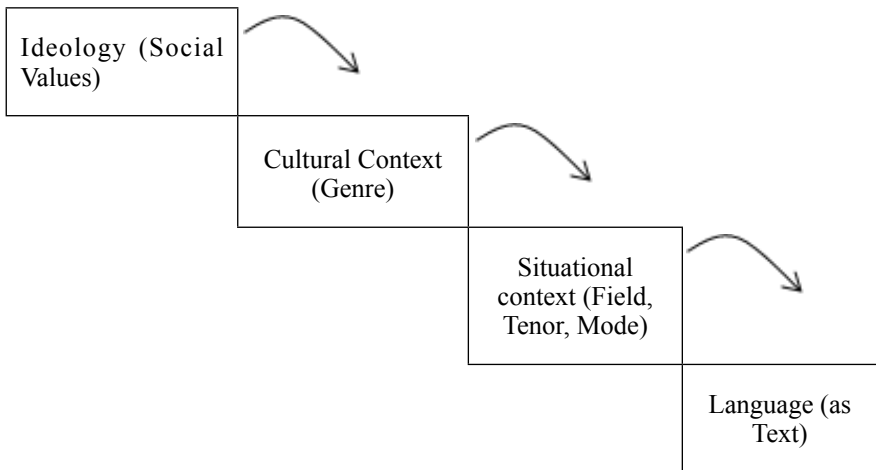 Ideology (Social
Values)
Cultural Context
(Genre)
Situational
context (Field,
Tenor, Mode)
Language (as
Text)